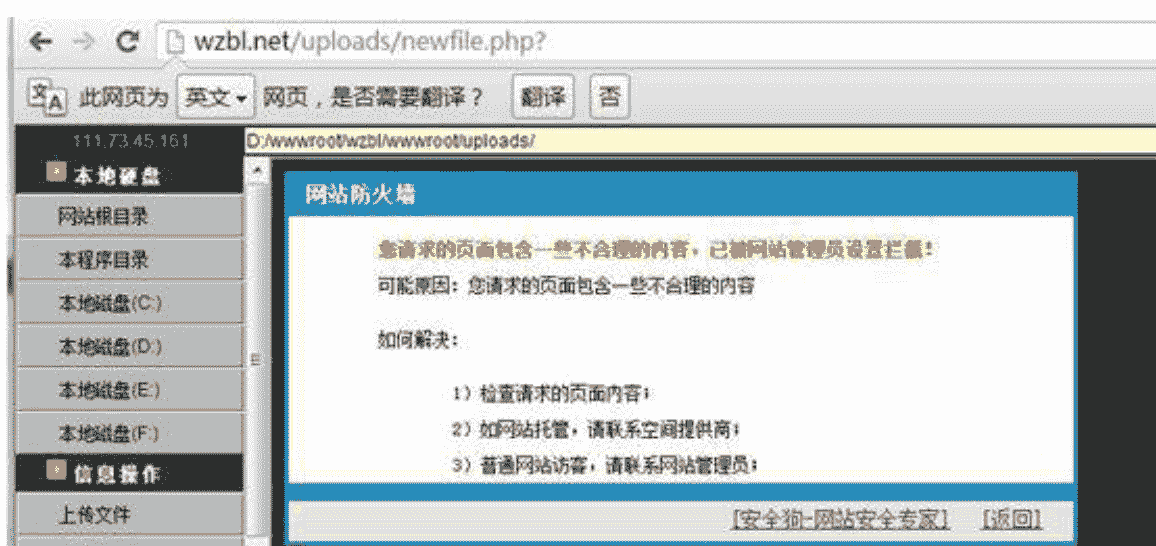 wzbl.net/uploads/newfile.php?
此网页为 英文 网页，是否需要翻译？ 翻译 否
111.73.45.161
D:/wwwroot/wzbl/wwwroot/uploads/
本地硬盘
网站根目录
本程序目录
本地磁盘(C:)
本地磁盘(D:)
本地磁盘(E:)
本地磁盘(F:)
信息操作
上传文件
网站防火墙
您请求的页面包含一些不合理的内容，已被网站管理员设置拦截！
可能原因：您请求的页面包含一些不合理的内容
如何解决：
1）检查请求的页面内容；
2）如网站托管，请联系空间提供商；
3）普通网站访客，请联系网站管理员；
[安全狗-网站安全专家] [返回]